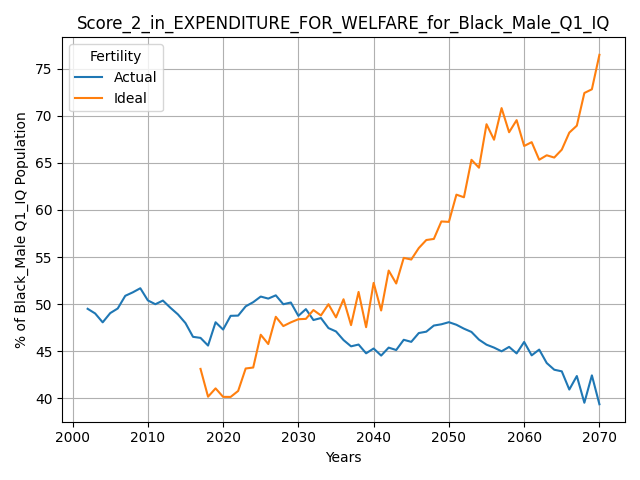 Score_2_in_EXPENDITURE_FOR_WELFARE_for_Black_Male_Q1_IQ
Fertility
Actual
Ideal
% of Black_Male Q1_IQ Population
75
70
65
60
55
50
45
40
2000 2010 2020 2030 2040 2050 2060 2070
Years